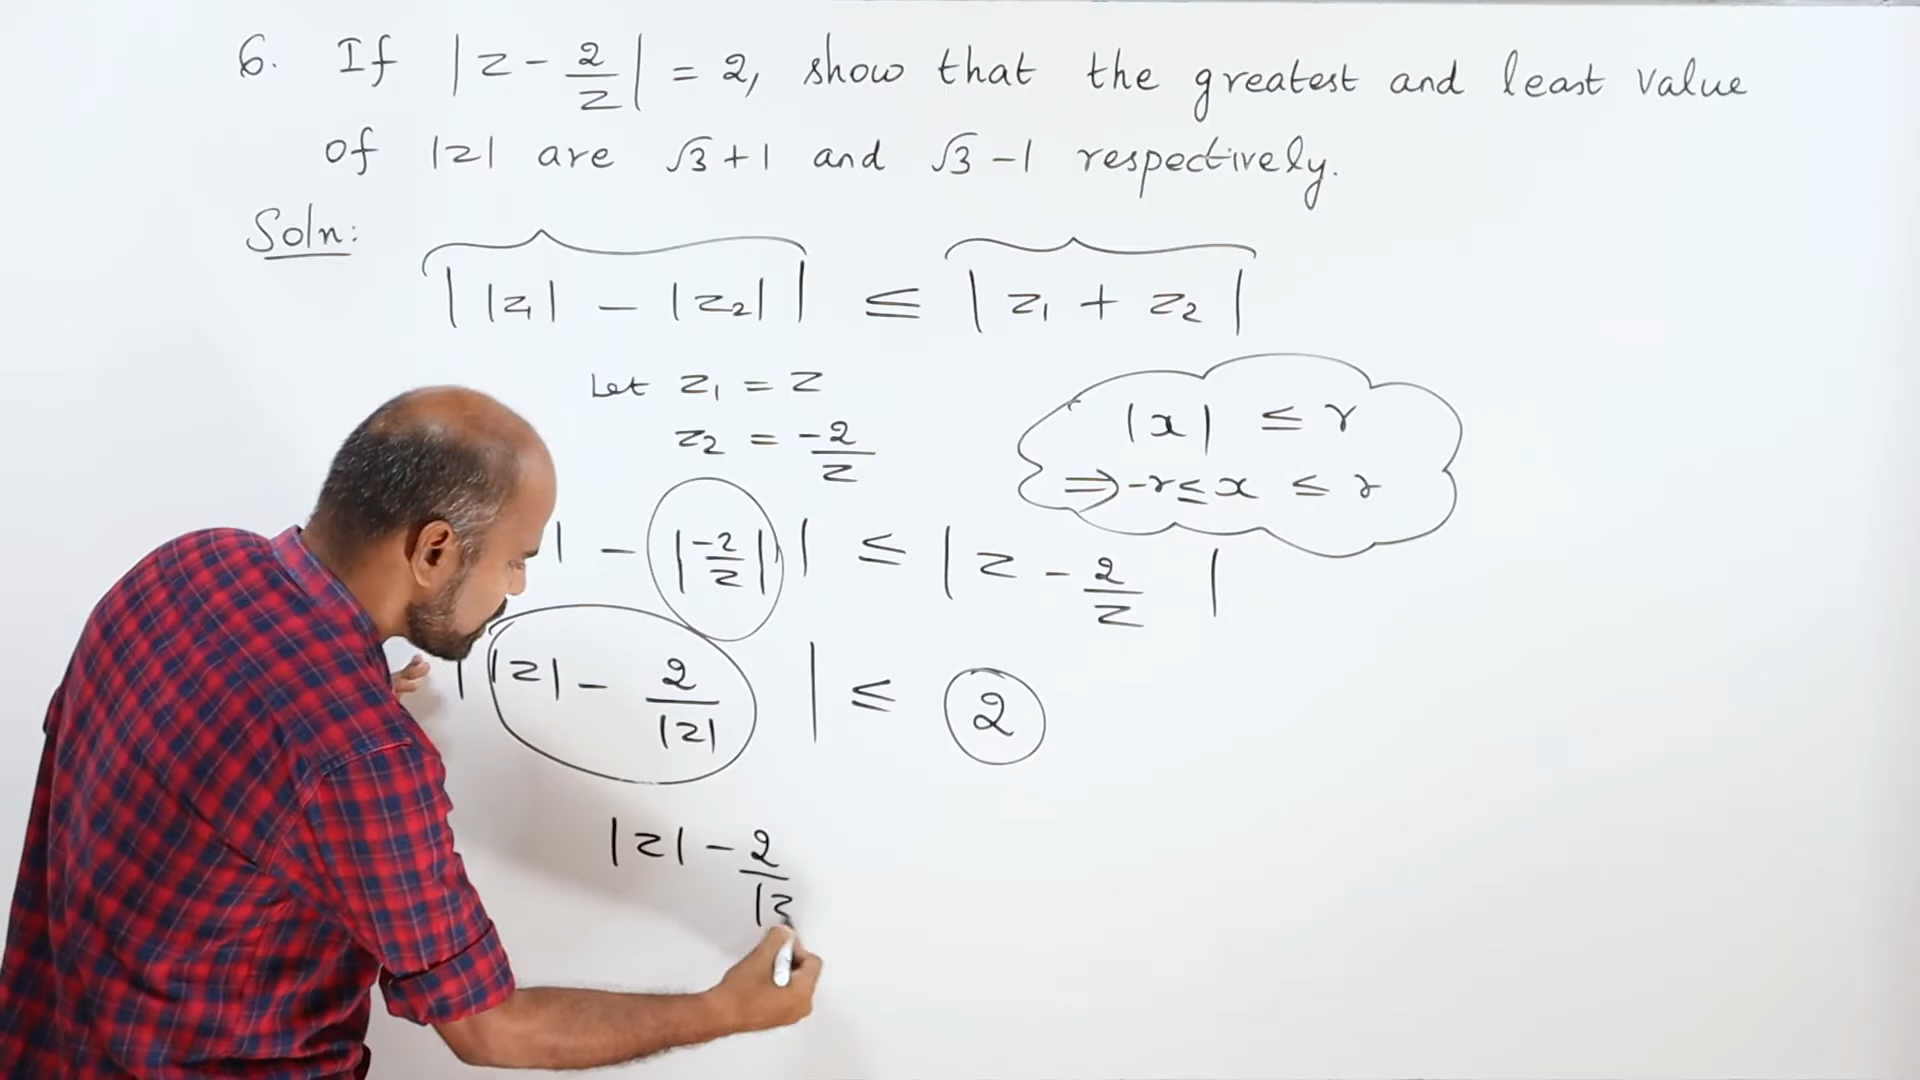 6. If |z - 2/z| = 2, show that the greatest and least value
of |z| are √3+1 and √3-1 respectively.
Soln:
| |z₁| - |z₂| | ≤ | z₁ + z₂ |
Let z₁ = z
z₂ = -2/z
|x| ≤ r
⇒ -r ≤ x ≤ r
| - |-2/z| | ≤ | z - 2/z |
| |z| - 2/|z| | ≤ 2
|z| - 2/|z